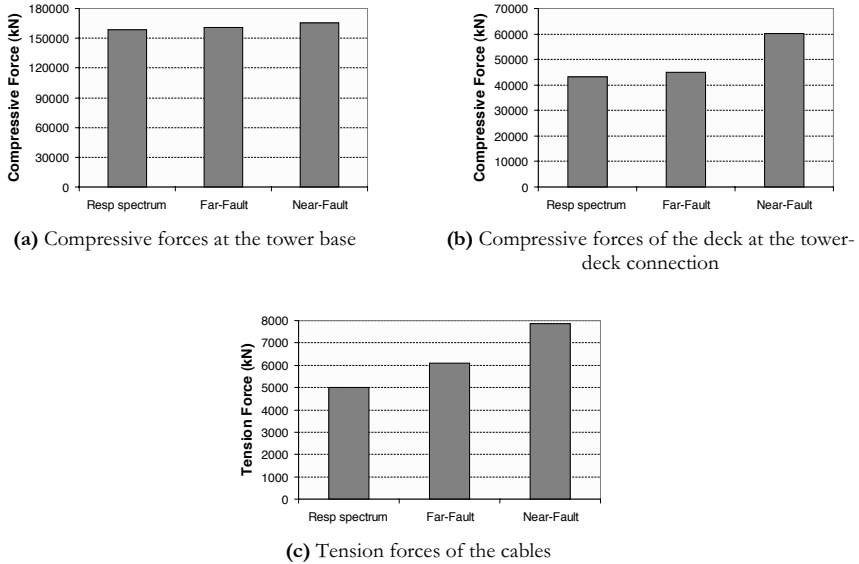 Compressive Force (kN)
180000
150000
120000
90000
60000
30000
0
Resp spectrum Far-Fault Near-Fault
(a) Compressive forces at the tower base
Compressive Force (kN)
70000
60000
50000
40000
30000
20000
10000
0
Resp spectrum Far-Fault Near-Fault
(b) Compressive forces of the deck at the tower-
deck connection
Tension Force (kN)
8000
7000
6000
5000
4000
3000
2000
1000
0
Resp spectrum Far-Fault Near-Fault
(c) Tension forces of the cables